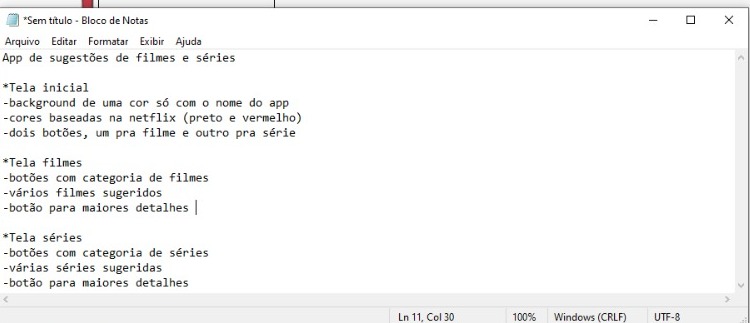 *Sem título - Bloco de Notas
Arquivo Editar Formatar Exibir Ajuda
App de sugestões de filmes e séries
*Tela inicial
-background de uma cor só com o nome do app
-cores baseadas na netflix (preto e vermelho)
-dois botões, um pra filme e outro pra série
*Tela filmes
-botões com categoria de filmes
-vários filmes sugeridos
-botão para maiores detalhes
*Tela séries
-botões com categoria de séries
-várias séries sugeridas
-botão para maiores detalhes
Ln 11, Col 30 100% Windows (CRLF) UTF-8